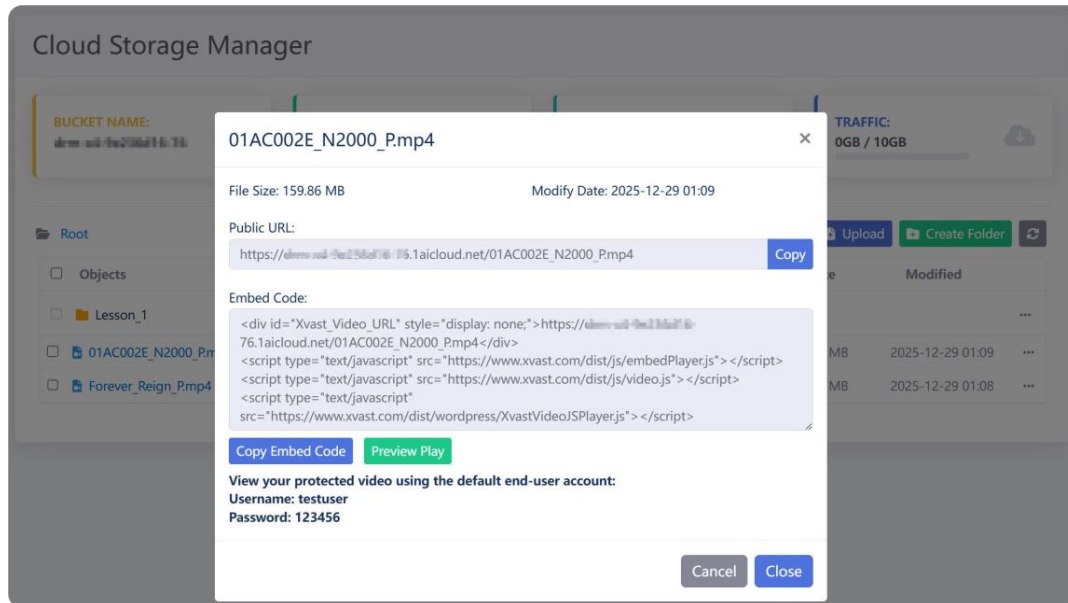 Cloud Storage Manager
BUCKET NAME:
TRAFFIC:
0GB / 10GB
01AC002E_N2000_P.mp4
×
File Size: 159.86 MB
Modify Date: 2025-12-29 01:09
Public URL:
https:// .1aicloud.net/01AC002E_N2000_P.mp4
Copy
Embed Code:
<div id="Xvast_Video_URL" style="display: none;">https://
76.1aicloud.net/01AC002E_N2000_P.mp4</div>
<script type="text/javascript" src="https://www.xvast.com/dist/js/embedPlayer.js"></script>
<script type="text/javascript" src="https://www.xvast.com/dist/js/video.js"></script>
<script type="text/javascript"
src="https://www.xvast.com/dist/wordpress/XvastVideoJSPlayer.js"></script>
Copy Embed Code
Preview Play
View your protected video using the default end-user account:
Username: testuser
Password: 123456
Cancel
Close
Root
Upload
Create Folder
Objects
Modified
Lesson_1
...
01AC002E_N2000_P.m
MB
2025-12-29 01:09
...
Forever_Reign_P.mp4
MB
2025-12-29 01:08
...